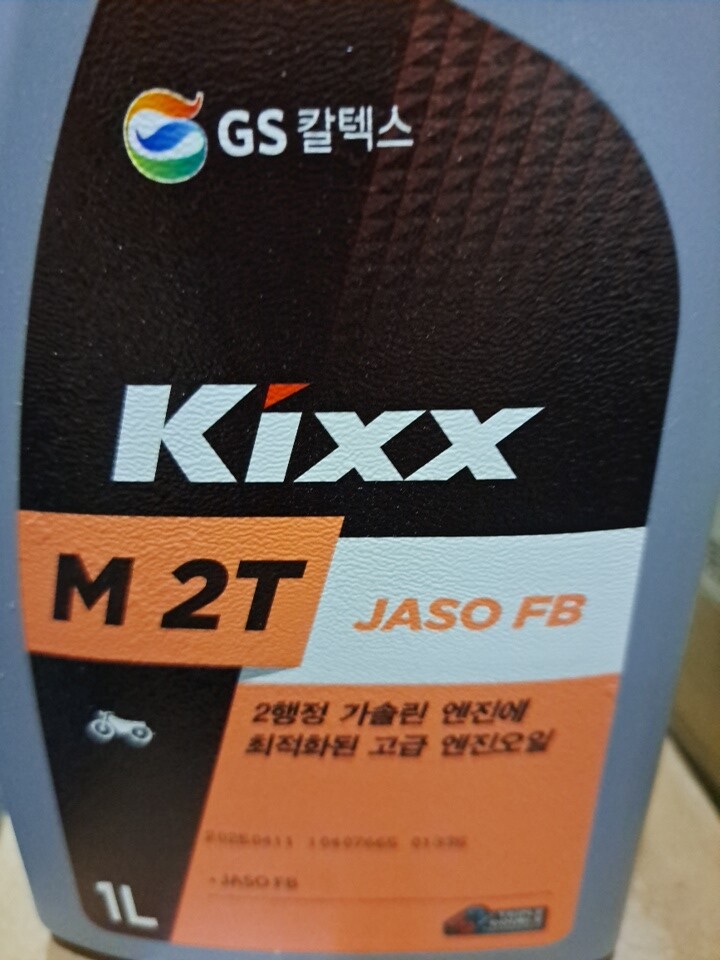 GS 칼텍스
Kixx
M 2T
JASO FB
2행정 가솔린 엔진에
최적화된 고급 엔진오일
• JASO FB
1L